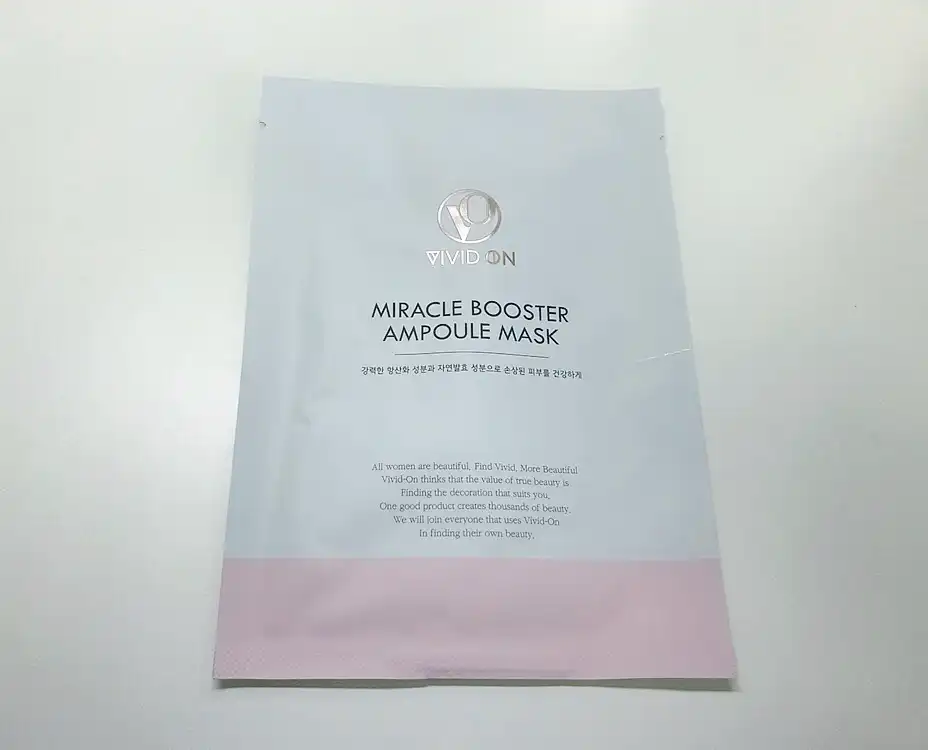 VO
VIVID ON
MIRACLE BOOSTER
AMPOULE MASK
강력한 항산화 성분과 자연발효 성분으로 손상된 피부를 건강하게
All women are beautiful, Find Vivid, More Beautiful
Vivid-On thinks that the value of true beauty is
Finding the decoration that suits you,
One good product creates thousands of beauty,
We will join everyone that uses Vivid-On
In finding their own beauty,